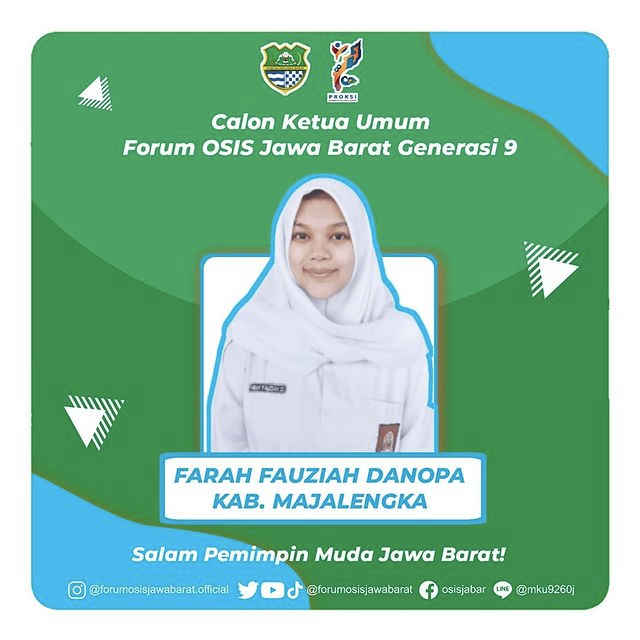 PROKSI
Calon Ketua Umum
Forum OSIS Jawa Barat Generasi 9
FARAH FAUZIAH DANOPA
KAB. MAJALENGKA
Salam Pemimpin Muda Jawa Barat!
@forumosisjawabarat.official @forumosisjawabarat osisjabar LINE @mku9260j